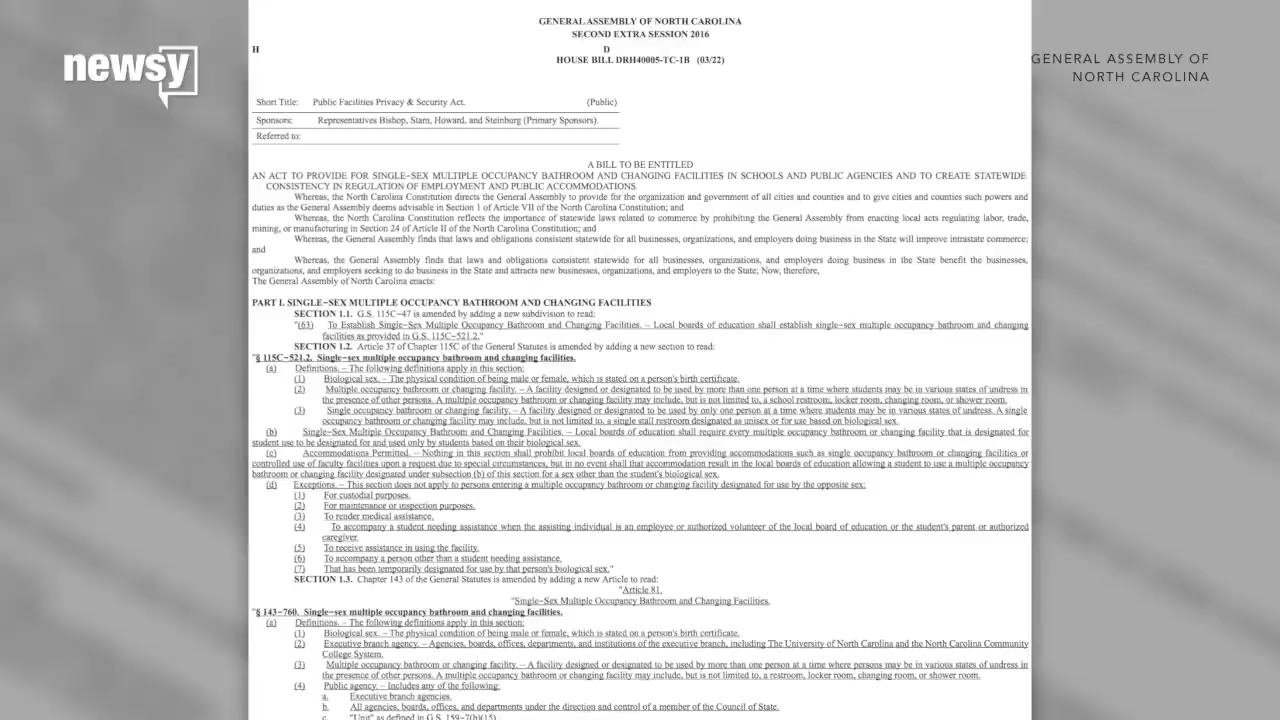 newsy
GENERAL ASSEMBLY OF
NORTH CAROLINA
GENERAL ASSEMBLY OF NORTH CAROLINA
SECOND EXTRA SESSION 2016
H D
HOUSE BILL DRH40005-TC-1B (03/22)
Short Title: Public Facilities Privacy & Security Act. (Public)
Sponsors: Representatives Bishop, Stam, Howard, and Steinburg (Primary Sponsors).
Referred to:
A BILL TO BE ENTITLED
AN ACT TO PROVIDE FOR SINGLE-SEX MULTIPLE OCCUPANCY BATHROOM AND CHANGING FACILITIES IN SCHOOLS AND PUBLIC AGENCIES AND TO CREATE STATEWIDE
CONSISTENCY IN REGULATION OF EMPLOYMENT AND PUBLIC ACCOMMODATIONS.
Whereas, the North Carolina Constitution directs the General Assembly to provide for the organization and government of all cities and counties and to give cities and counties such powers and
duties as the General Assembly deems advisable in Section 1 of Article VII of the North Carolina Constitution; and
Whereas, the North Carolina Constitution reflects the importance of statewide laws related to commerce by prohibiting the General Assembly from enacting local acts regulating labor, trade,
mining, or manufacturing in Section 24 of Article II of the North Carolina Constitution; and
Whereas, the General Assembly finds that laws and obligations consistent statewide for all businesses, organizations, and employers doing business in the State will improve intrastate commerce;
and
Whereas, the General Assembly finds that laws and obligations consistent statewide for all businesses, organizations, and employers doing business in the State benefit the businesses,
organizations, and employers seeking to do business in the State and attracts new businesses, organizations, and employers to the State; Now, therefore,
The General Assembly of North Carolina enacts:
PART I. SINGLE-SEX MULTIPLE OCCUPANCY BATHROOM AND CHANGING FACILITIES
SECTION 1.1. G.S. 115C-47 is amended by adding a new subdivision to read:
"(63) To Establish Single-Sex Multiple Occupancy Bathroom and Changing Facilities. – Local boards of education shall establish single-sex multiple occupancy bathroom and changing
facilities as provided in G.S. 115C-521.2."
SECTION 1.2. Article 37 of Chapter 115C of the General Statutes is amended by adding a new section to read:
"§ 115C-521.2. Single-sex multiple occupancy bathroom and changing facilities.
(a) Definitions. – The following definitions apply in this section:
(1) Biological sex. – The physical condition of being male or female, which is stated on a person's birth certificate.
(2) Multiple occupancy bathroom or changing facility. – A facility designed or designated to be used by more than one person at a time where students may be in various states of undress in
the presence of other persons. A multiple occupancy bathroom or changing facility may include, but is not limited to, a school restroom, locker room, changing room, or shower room.
(3) Single occupancy bathroom or changing facility. – A facility designed or designated to be used by only one person at a time where students may be in various states of undress. A single
occupancy bathroom or changing facility may include, but is not limited to, a single stall restroom designated as unisex or for use based on biological sex.
(b) Single-Sex Multiple Occupancy Bathroom and Changing Facilities. – Local boards of education shall require every multiple occupancy bathroom or changing facility that is designated for
student use to be designated for and used only by students based on their biological sex.
(c) Accommodations Permitted. – Nothing in this section shall prohibit local boards of education from providing accommodations such as single occupancy bathroom or changing facilities or
controlled use of faculty facilities upon a request due to special circumstances, but in no event shall that accommodation result in the local boards of education allowing a student to use a multiple occupancy
bathroom or changing facility designated under subsection (b) of this section for a sex other than the student's biological sex.
(d) Exceptions. – This section does not apply to persons entering a multiple occupancy bathroom or changing facility designated for use by the opposite sex:
(1) For custodial purposes.
(2) For maintenance or inspection purposes.
(3) To render medical assistance.
(4) To accompany a student needing assistance when the assisting individual is an employee or authorized volunteer of the local board of education or the student's parent or authorized
caregiver.
(5) To receive assistance in using the facility.
(6) To accompany a person other than a student needing assistance.
(7) That has been temporarily designated for use by that person's biological sex."
SECTION 1.3. Chapter 143 of the General Statutes is amended by adding a new Article to read:
"Article 81.
"Single-Sex Multiple Occupancy Bathroom and Changing Facilities.
"§ 143-760. Single-sex multiple occupancy bathroom and changing facilities.
(a) Definitions. – The following definitions apply in this section:
(1) Biological sex. – The physical condition of being male or female, which is stated on a person's birth certificate.
(2) Executive branch agency. – Agencies, boards, offices, departments, and institutions of the executive branch, including The University of North Carolina and the North Carolina Community
College System.
(3) Multiple occupancy bathroom or changing facility. – A facility designed or designated to be used by more than one person at a time where persons may be in various states of undress in
the presence of other persons. A multiple occupancy bathroom or changing facility may include, but is not limited to, a restroom, locker room, changing room, or shower room.
(4) Public agency. – Includes any of the following:
a. Executive branch agencies.
b. All agencies, boards, offices, and departments under the direction and control of a member of the Council of State.
c. "Unit" as defined in G.S. 159-7(b)(15).